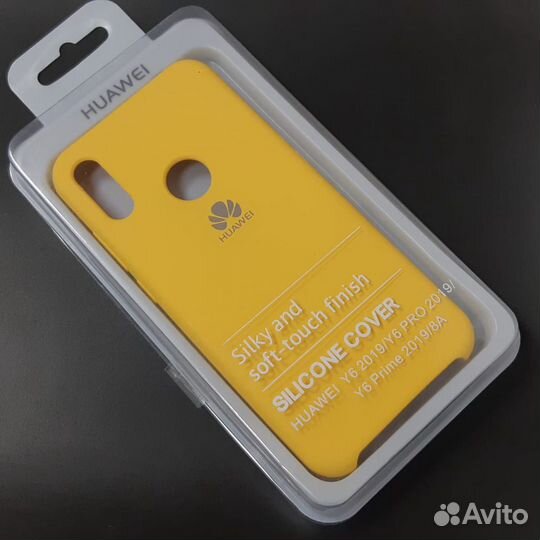 HUAWEI
HUAWEI
Silky and
soft-touch finish
SILICONE COVER
HUAWEI Y6 2019/Y6 PRO 2019/
Y6 Prime 2019/8A
Avito